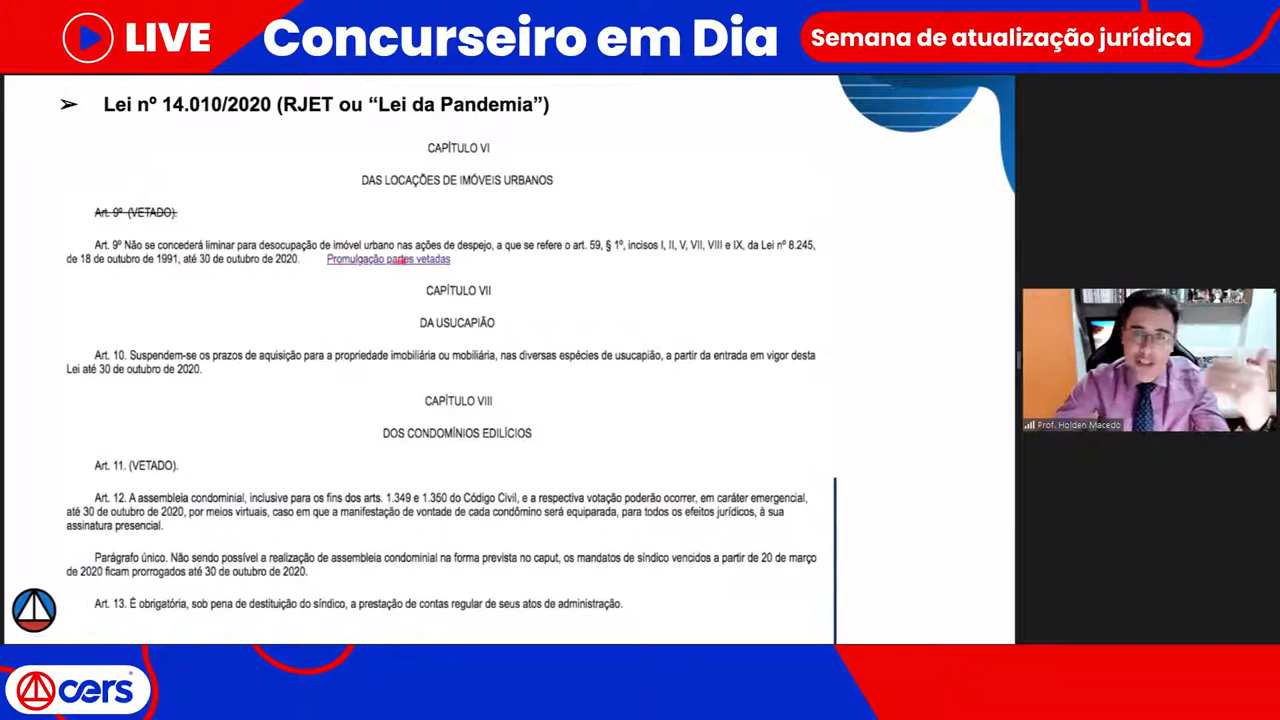 LIVE
Concurseiro em Dia
Semana de atualização jurídica
➢ Lei nº 14.010/2020 (RJET ou “Lei da Pandemia”)
CAPÍTULO VI
DAS LOCAÇÕES DE IMÓVEIS URBANOS
Art. 9º (VETADO).
Art. 9º Não se concederá liminar para desocupação de imóvel urbano nas ações de despejo, a que se refere o art. 59, § 1º, incisos I, II, V, VII, VIII e IX, da Lei nº 8.245,
de 18 de outubro de 1991, até 30 de outubro de 2020. Promulgação partes vetadas
CAPÍTULO VII
DA USUCAPIÃO
Art. 10. Suspendem-se os prazos de aquisição para a propriedade imobiliária ou mobiliária, nas diversas espécies de usucapião, a partir da entrada em vigor desta
Lei até 30 de outubro de 2020.
CAPÍTULO VIII
DOS CONDOMÍNIOS EDILÍCIOS
Art. 11. (VETADO).
Art. 12. A assembleia condominial, inclusive para os fins dos arts. 1.349 e 1.350 do Código Civil, e a respectiva votação poderão ocorrer, em caráter emergencial,
até 30 de outubro de 2020, por meios virtuais, caso em que a manifestação de vontade de cada condômino será equiparada, para todos os efeitos jurídicos, à sua
assinatura presencial.
Parágrafo único. Não sendo possível a realização de assembleia condominial na forma prevista no caput, os mandatos de síndico vencidos a partir de 20 de março
de 2020 ficam prorrogados até 30 de outubro de 2020.
Art. 13. É obrigatória, sob pena de destituição do síndico, a prestação de contas regular de seus atos de administração.
Prof. Holden Macedo
cers